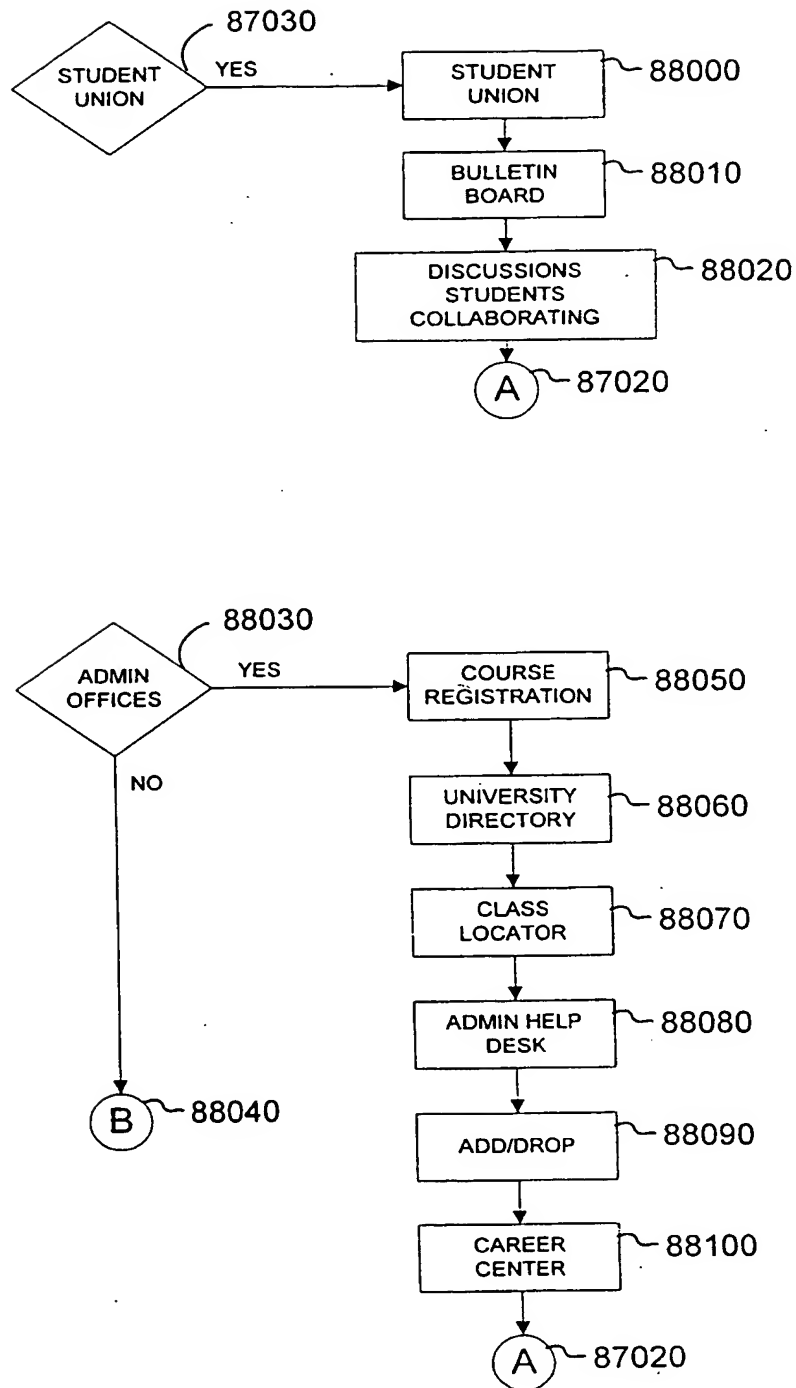 87030
STUDENT
UNION
YES
STUDENT
UNION
88000
BULLETIN
BOARD
88010
DISCUSSIONS
STUDENTS
COLLABORATING
88020
A
87020
88030
ADMIN
OFFICES
YES
NO
COURSE
REGISTRATION
88050
UNIVERSITY
DIRECTORY
88060
CLASS
LOCATOR
88070
ADMIN HELP
DESK
88080
B
88040
ADD/DROP
88090
CAREER
CENTER
88100
A
87020